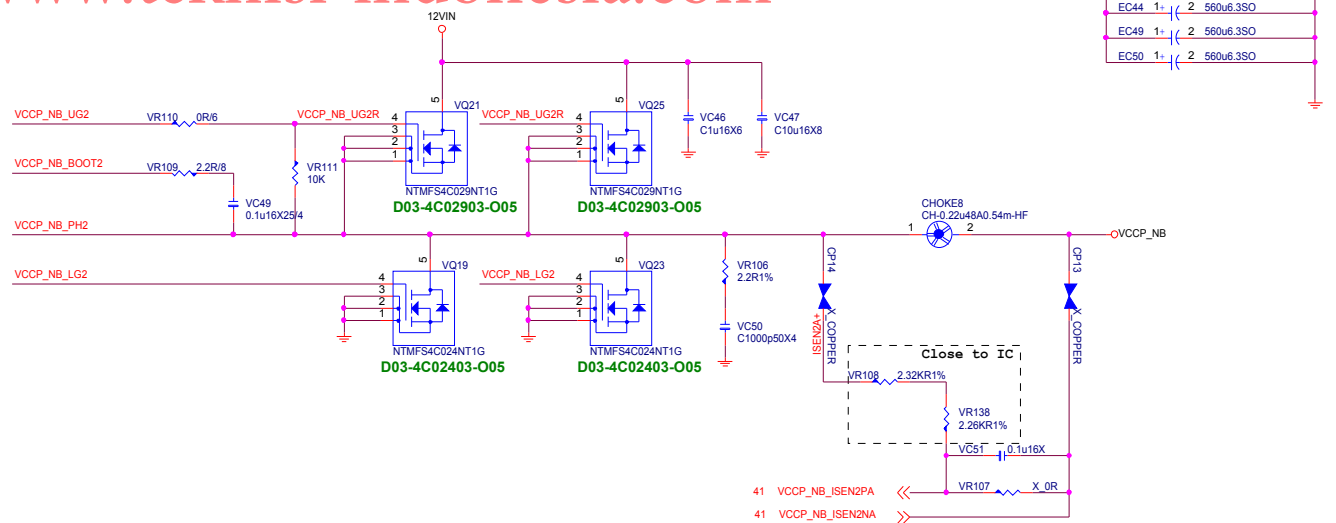 www.teknisi-indonesia.com
EC44 1+ 2 560u6.3SO
EC49 1+ 2 560u6.3SO
EC50 1+ 2 560u6.3SO
12VIN
VCCP_NB_UG2
VR110 0R/6
VCCP_NB_UG2R
4
3
2
1
5
VQ21
NTMFS4C029NT1G
D03-4C02903-O05
VCCP_NB_UG2R
4
3
2
1
5
VQ25
NTMFS4C029NT1G
D03-4C02903-O05
VC46
C1u16X6
VC47
C10u16X8
VCCP_NB_BOOT2
VR109 2.2R/8
VR111
10K
VC49
0.1u16X25/4
VCCP_NB_PH2
CHOKE8
CH-0.22u48A0.54m-HF
1 2
VCCP_NB
VCCP_NB_LG2
4
3
2
1
5
VQ19
NTMFS4C024NT1G
D03-4C02403-O05
VCCP_NB_LG2
4
3
2
1
5
VQ23
NTMFS4C024NT1G
D03-4C02403-O05
VR106
2.2R1%
VC50
C1000p50X4
CP14
X_COPPER
ISEN2A+
CP13
X_COPPER
Close to IC
VR108 2.32KR1%
VR138
2.26KR1%
VC51 0.1u16X
41 VCCP_NB_ISEN2PA
VR107 X_0R
41 VCCP_NB_ISEN2NA